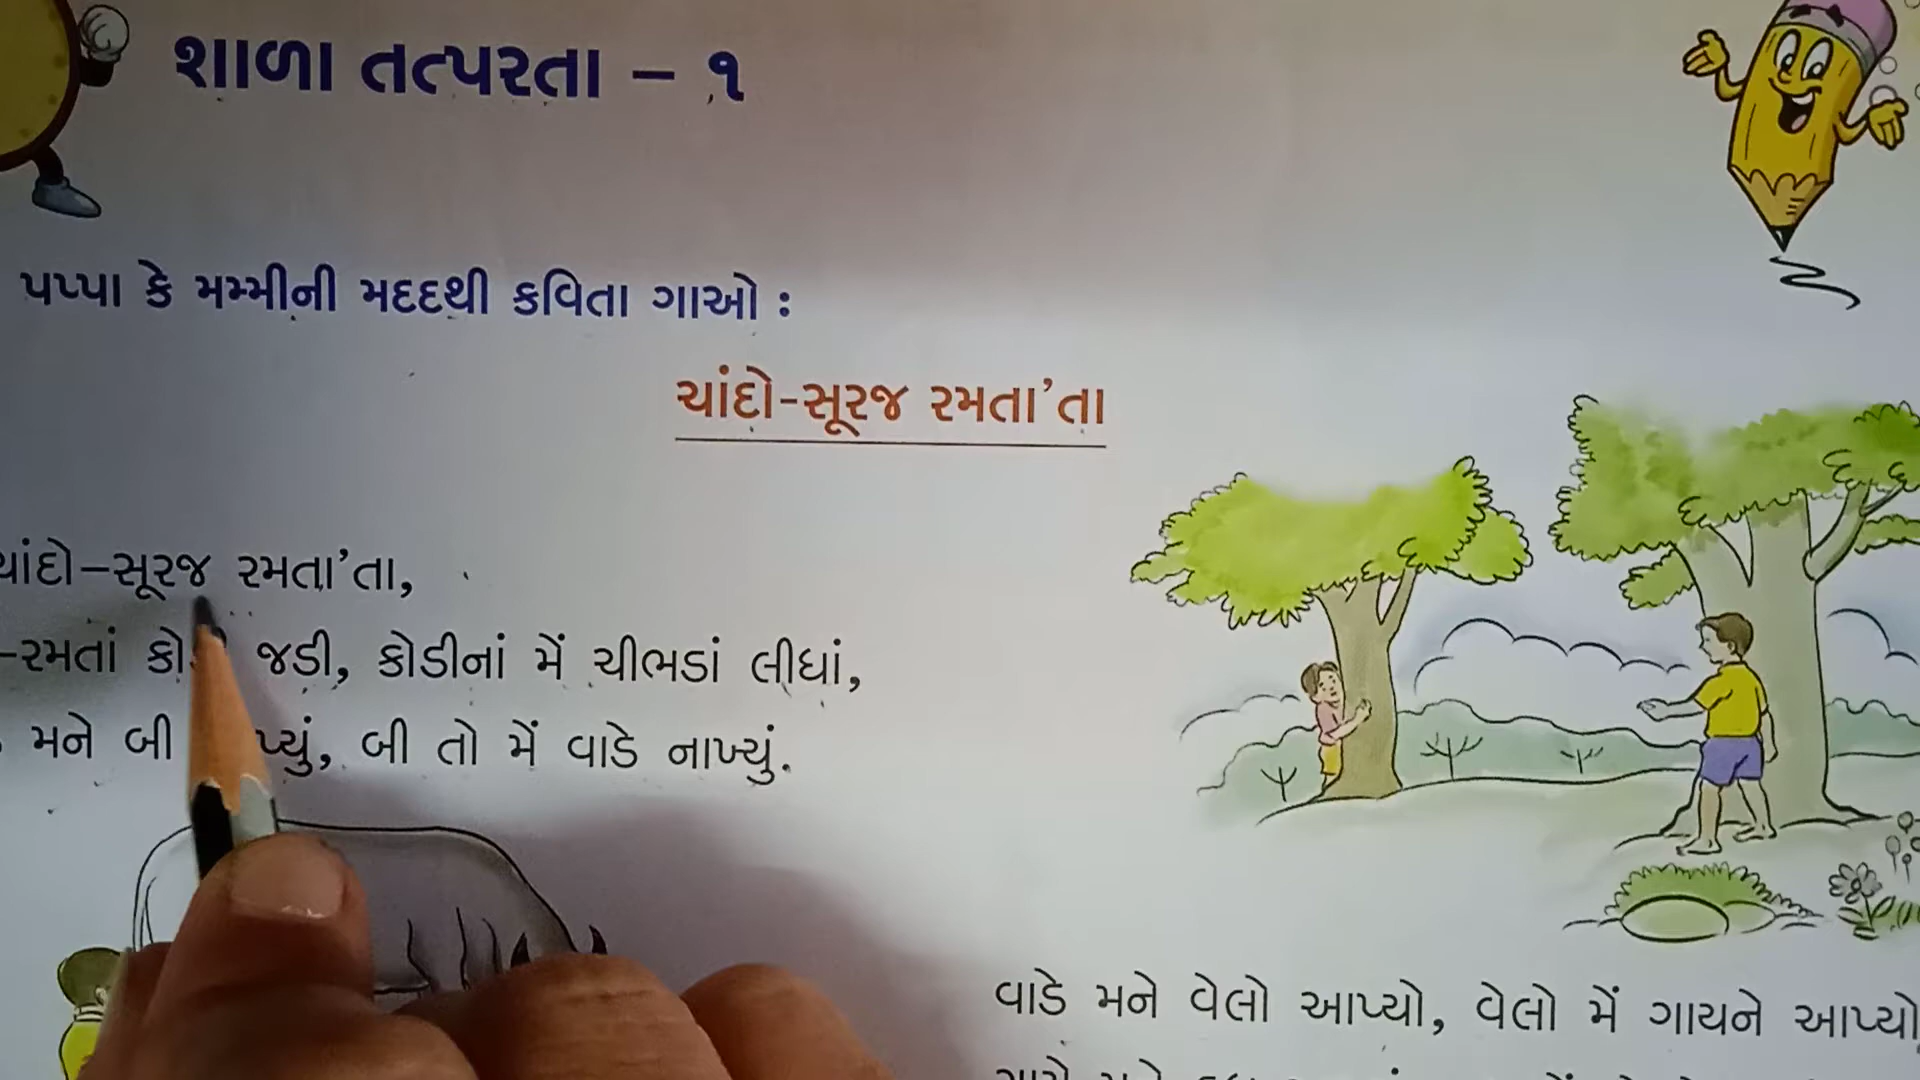 શાળા તત્પરતા – ૧
પપ્પા કે મમ્મીની મદદથી કવિતા ગાઓ :
ચાંદો-સૂરજ રમતા’તા
ચાંદો–સૂરજ રમતા’તા,
–રમતાં જડી, કોડીનાં મેં ચીભડાં લીધાં,
મને બી બી તો મેં વાડે નાખ્યું.
વાડે મને વેલો આપ્યો, વેલો મેં ગાયને આપ્યો,